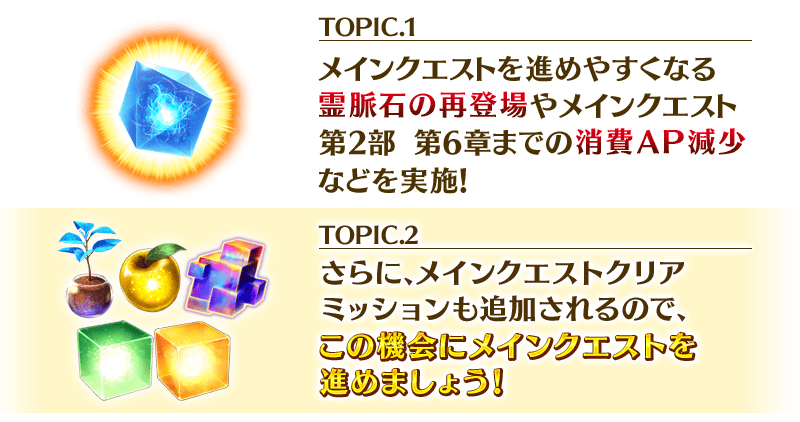 TOPIC.1
メインクエストを進めやすくなる
霊脈石の再登場やメインクエスト
第2部 第6章までの消費AP減少
などを実施!
TOPIC.2
さらに、メインクエストクリア
ミッションも追加されるので、
この機会にメインクエストを
進めましょう!